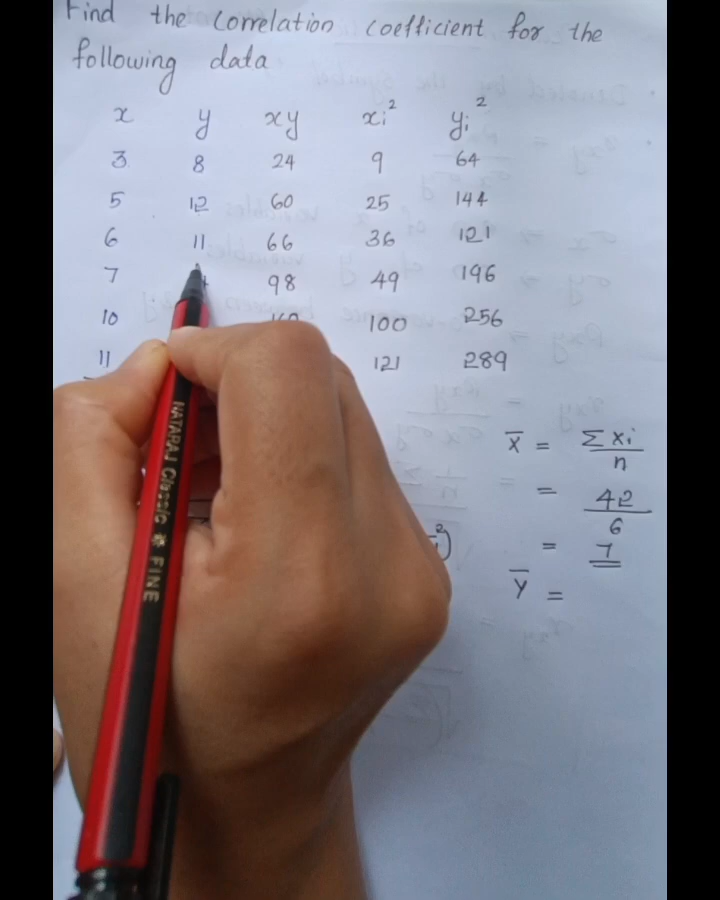 Find the Correlation coefficient for the
following data
x y xy xi² yi²
3 8 24 9 64
5 12 60 25 144
6 11 66 36 121
7 98 49 196
10 100 256
11 121 289
x̄ = Σxi / n
= 42 / 6
= 7
ȳ =
NATARAJ Classic FINE